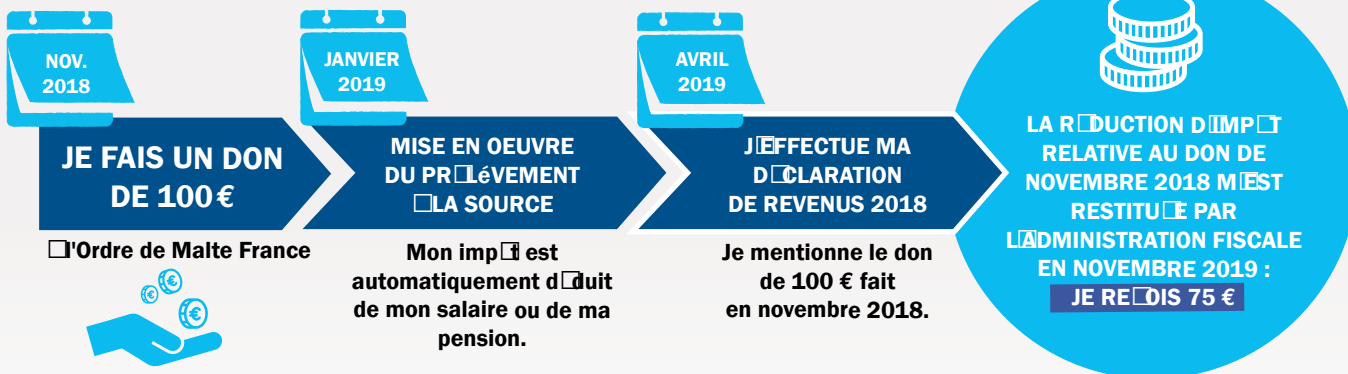 NOV.
2018
JE FAIS UN DON
DE 100 €
□l'Ordre de Malte France
JANVIER
2019
MISE EN OEUVRE
DU PR□LéVEMENT
□LA SOURCE
Mon imp□t est
automatiquement d□duit
de mon salaire ou de ma
pension.
AVRIL
2019
J□EFFECTUE MA
D□CLARATION
DE REVENUS 2018
Je mentionne le don
de 100 € fait
en novembre 2018.
LA R□DUCTION D□IMP□T
RELATIVE AU DON DE
NOVEMBRE 2018 M□EST
RESTITU□E PAR
L□ADMINISTRATION FISCALE
EN NOVEMBRE 2019 :
JE RE□OIS 75 €